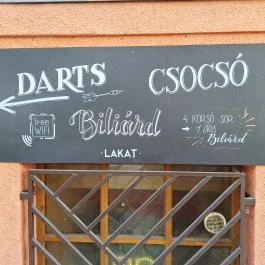 DARTS CSOCSÓ
free
WiFi
Biliárd
4 KORSÓ SÖR
→ 1 ÓRA
Biliárd
· LAKAT ·